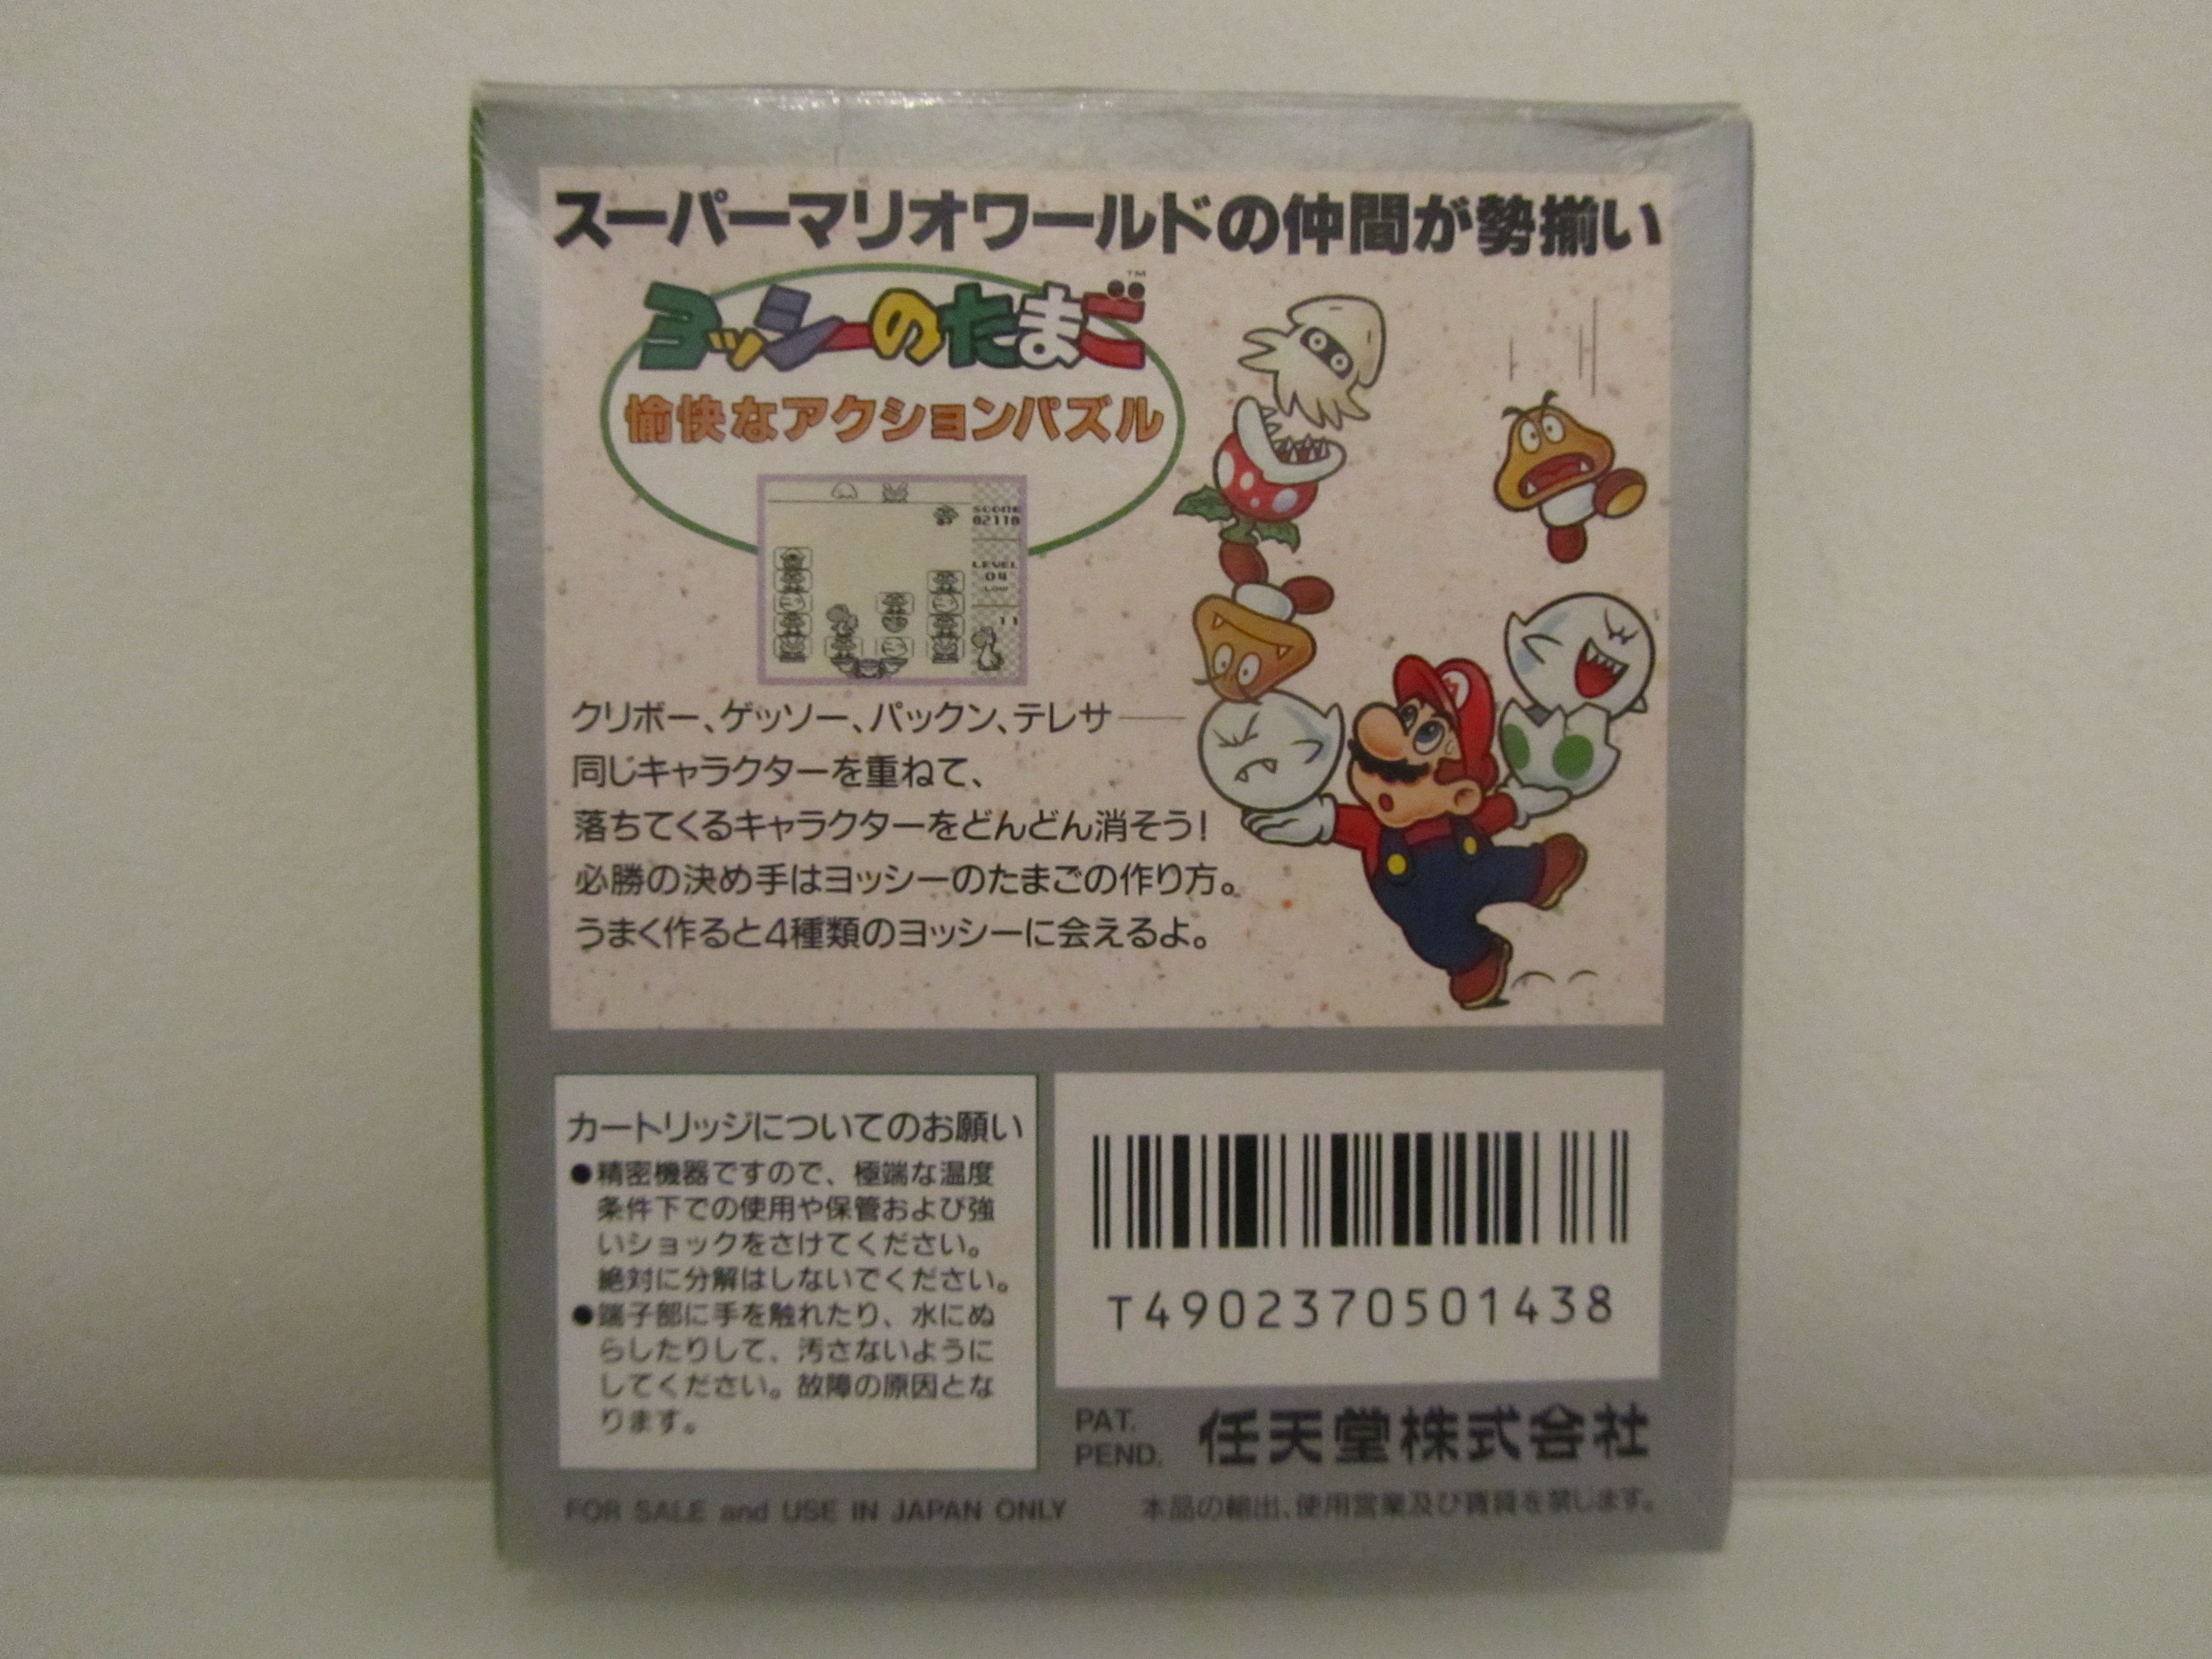 スーパーマリオワールドの仲間が勢揃い
ヨッシーのたまご™
愉快なアクションパズル
SCORE
02110
LEVEL
04
LOW
11
クリボー、ゲッソー、パックン、テレサ──
同じキャラクターを重ねて、
落ちてくるキャラクターをどんどん消そう！
必勝の決め手はヨッシーのたまごの作り方。
うまく作ると4種類のヨッシーに会えるよ。
M
カートリッジについてのお願い
●精密機器ですので、極端な温度
条件下での使用や保管および強
いショックをさけてください。
絶対に分解はしないでください。
●端子部に手を触れたり、水にぬ
らしたりして、汚さないように
してください。故障の原因とな
ります。
T4902370501438
PAT.
PEND.
任天堂株式会社
FOR SALE and USE IN JAPAN ONLY
本品の輸出、使用営業及び賃貸を禁じます。